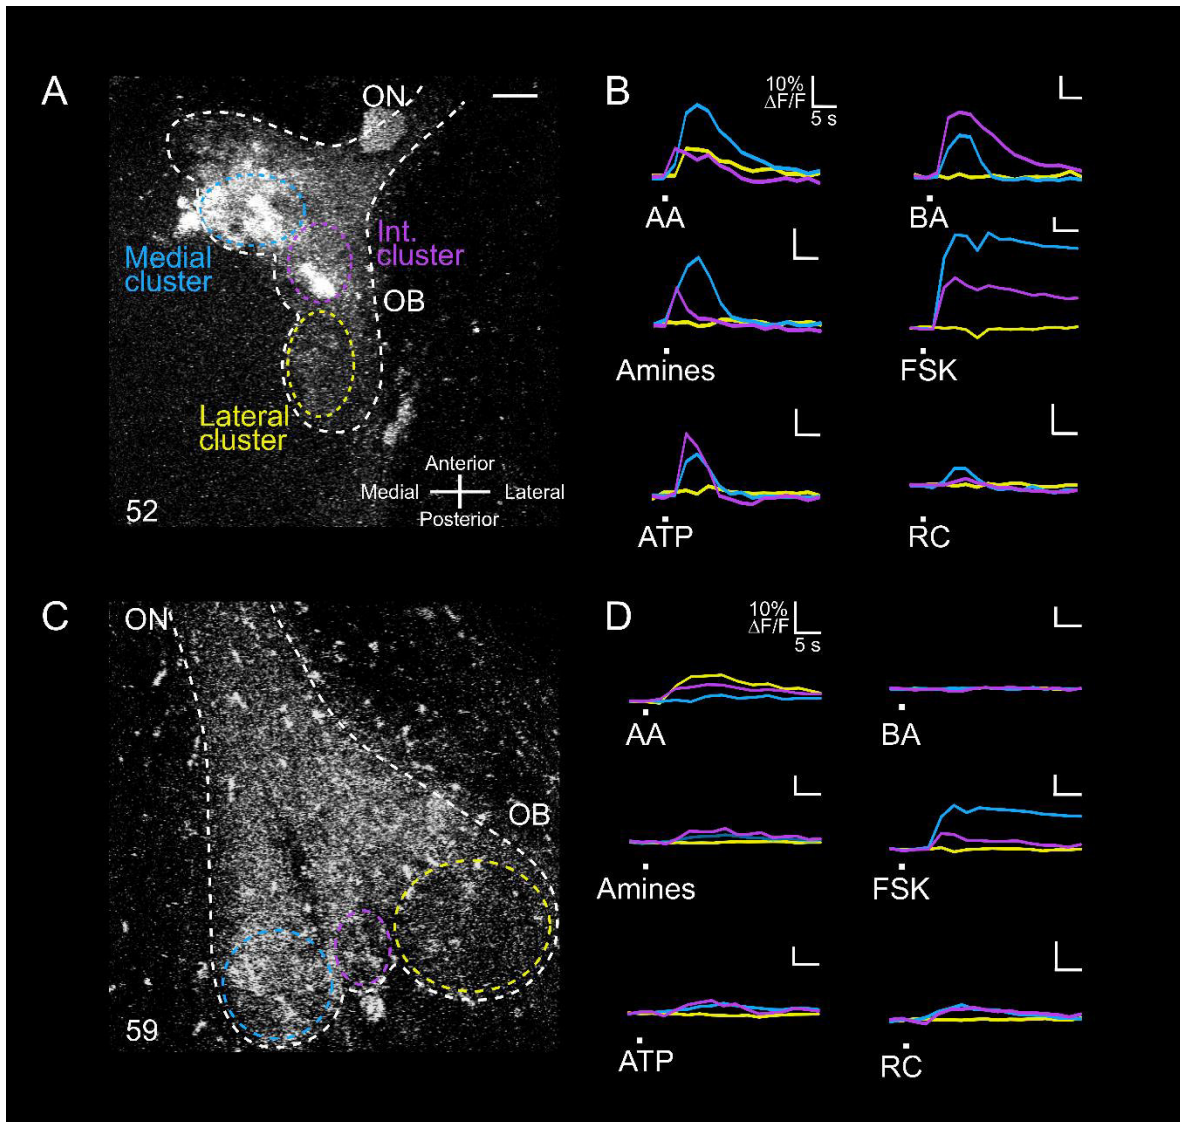 A
ON
Medial
cluster
Int.
cluster
OB
Lateral
cluster
Anterior
Medial
Lateral
Posterior
52
B
10%
ΔF/F
5 s
AA
BA
Amines
FSK
ATP
RC
C
ON
OB
59
D
10%
ΔF/F
5 s
AA
BA
Amines
FSK
ATP
RC